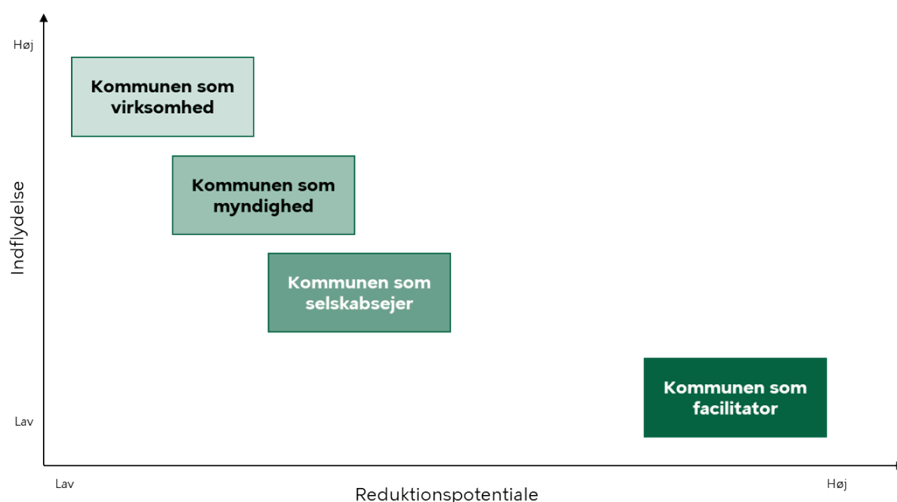 Høj
Kommunen som
virksomhed
Kommunen som
myndighed
Indflydelse
Kommunen som
selskabsejer
Kommunen som
facilitator
Lav
Lav
Høj
Reduktionspotentiale